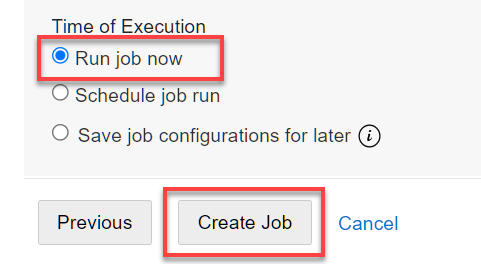 Time of Execution
Run job now
Schedule job run
Save job configurations for later i
Previous Create Job Cancel